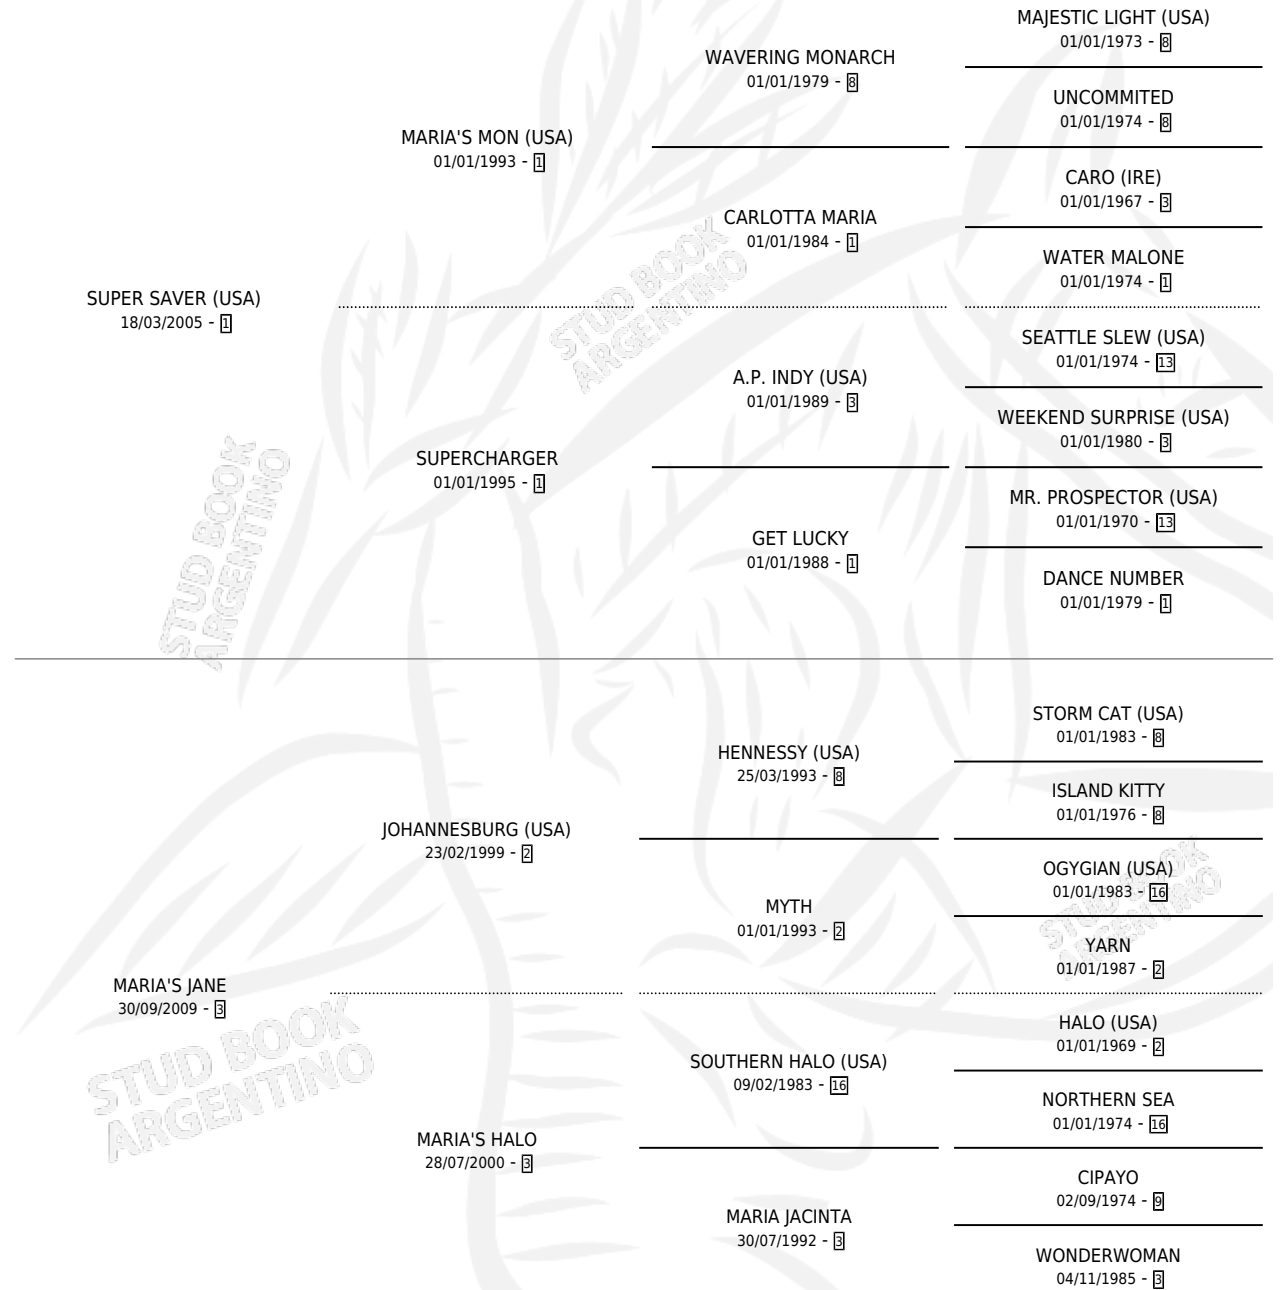 MAJESTIC LIGHT (USA)
01/01/1973 - 8
WAVERING MONARCH
01/01/1979 - 8
UNCOMMITED
01/01/1974 - 8
MARIA'S MON (USA)
01/01/1993 - 1
CARO (IRE)
01/01/1967 - 3
CARLOTTA MARIA
01/01/1984 - 1
WATER MALONE
01/01/1974 - 1
SUPER SAVER (USA)
18/03/2005 - 1
STUD BOOK
ARGENTINO
SEATTLE SLEW (USA)
01/01/1974 - 13
A.P. INDY (USA)
01/01/1989 - 3
WEEKEND SURPRISE (USA)
01/01/1980 - 3
SUPERCHARGER
01/01/1995 - 1
MR. PROSPECTOR (USA)
01/01/1970 - 13
GET LUCKY
01/01/1988 - 1
DANCE NUMBER
01/01/1979 - 1
STUD BOOK
ARGENTINO
STORM CAT (USA)
01/01/1983 - 8
HENNESSY (USA)
25/03/1993 - 8
ISLAND KITTY
01/01/1976 - 8
JOHANNESBURG (USA)
23/02/1999 - 2
OGYGIAN (USA)
01/01/1983 - 16
MYTH
01/01/1993 - 2
YARN
01/01/1987 - 2
STUD BOOK
ARGENTINO
MARIA'S JANE
30/09/2009 - 3
HALO (USA)
01/01/1969 - 2
SOUTHERN HALO (USA)
09/02/1983 - 16
NORTHERN SEA
01/01/1974 - 16
STUD BOOK
ARGENTINO
MARIA'S HALO
28/07/2000 - 3
CIPAYO
02/09/1974 - 9
MARIA JACINTA
30/07/1992 - 3
WONDERWOMAN
04/11/1985 - 3